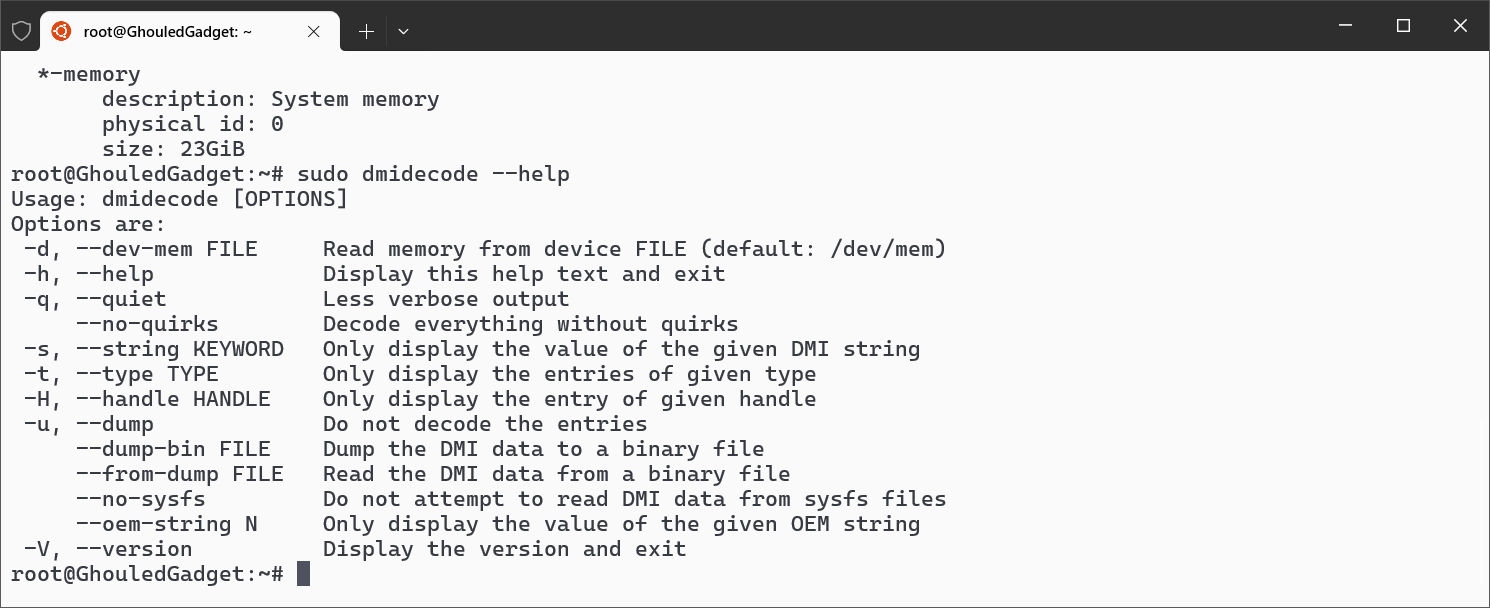 root@GhouledGadget: ~
*-memory
description: System memory
physical id: 0
size: 23GiB
root@GhouledGadget:~# sudo dmidecode --help
Usage: dmidecode [OPTIONS]
Options are:
-d, --dev-mem FILE     Read memory from device FILE (default: /dev/mem)
-h, --help             Display this help text and exit
-q, --quiet            Less verbose output
--no-quirks        Decode everything without quirks
-s, --string KEYWORD   Only display the value of the given DMI string
-t, --type TYPE        Only display the entries of given type
-H, --handle HANDLE    Only display the entry of given handle
-u, --dump             Do not decode the entries
--dump-bin FILE    Dump the DMI data to a binary file
--from-dump FILE   Read the DMI data from a binary file
--no-sysfs         Do not attempt to read DMI data from sysfs files
--oem-string N     Only display the value of the given OEM string
-V, --version          Display the version and exit
root@GhouledGadget:~#